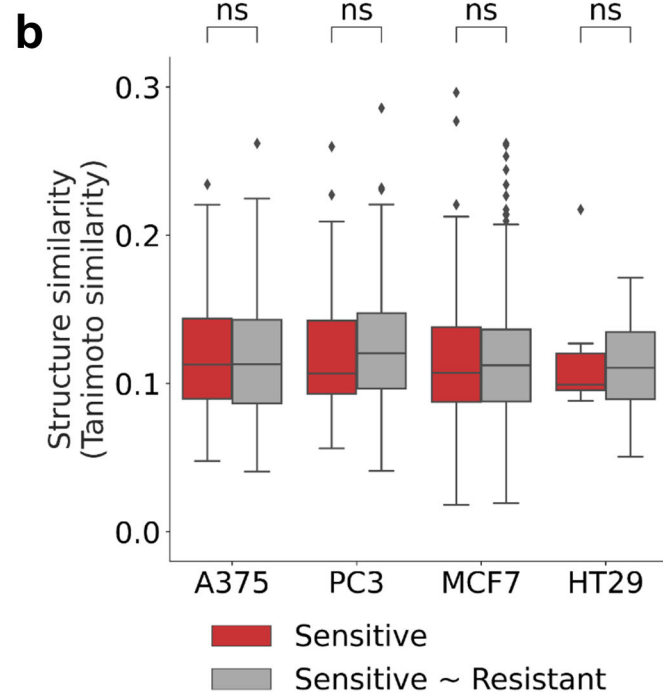 b
ns ns ns ns
Structure similarity
(Tanimoto similarity)
0.3
0.2
0.1
0.0
A375 PC3 MCF7 HT29
Sensitive
Sensitive ~ Resistant